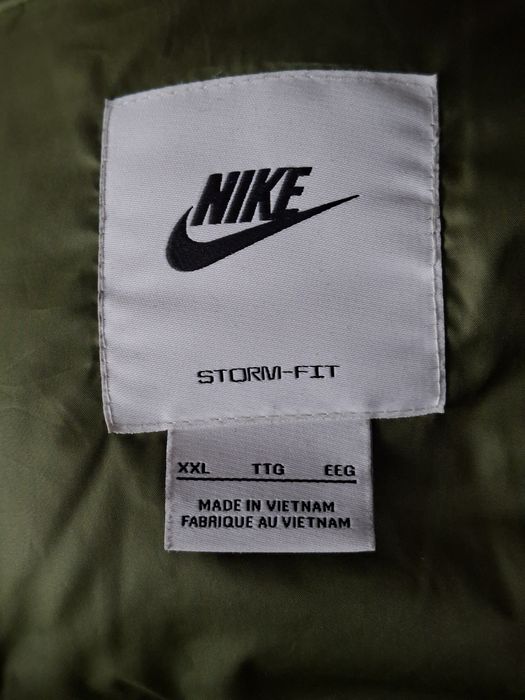 NIKE
STORM-FIT
XXL TTG EEG
MADE IN VIETNAM
FABRIQUE AU VIETNAM